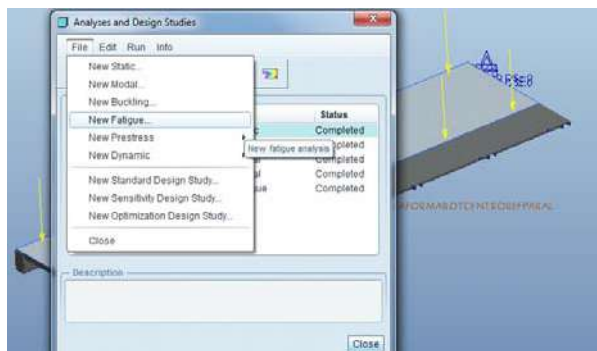 Analyses and Design Studies
File Edit Run Info
New Static...
New Modal...
New Buckling...
New Fatigue...
New Prestress
New Dynamic
New fatigue analysis
New Standard Design Study...
New Sensitivity Design Study...
New Optimization Design Study...
Close
Status
c Completed
Completed
al Completed
gue Completed
Description
Close